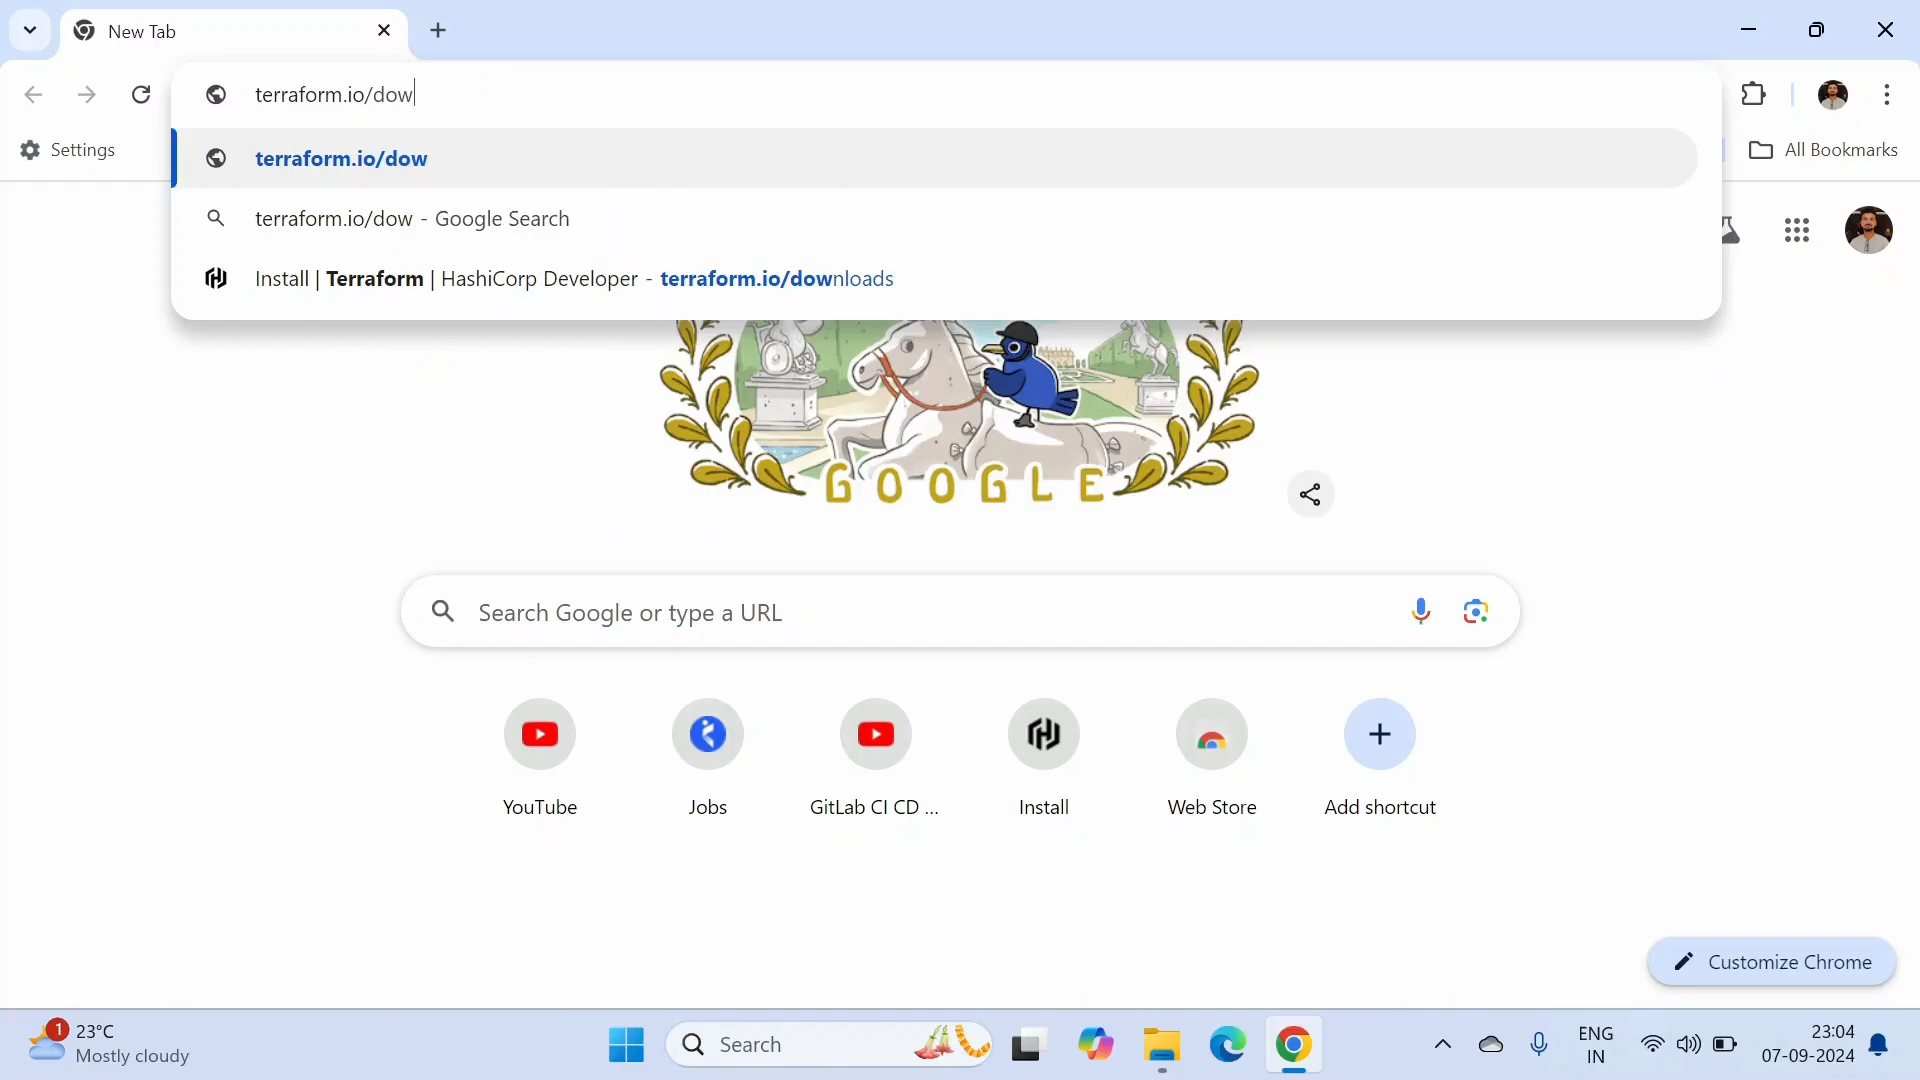 New Tab
terraform.io/dow
Settings
All Bookmarks
terraform.io/dow
terraform.io/dow - Google Search
Install | Terraform | HashiCorp Developer - terraform.io/downloads
GOOGLE
Search Google or type a URL
YouTube
Jobs
GitLab CI CD ...
Install
Web Store
Add shortcut
Customize Chrome
1
23°C
Mostly cloudy
Search
ENG
IN
23:04
07-09-2024